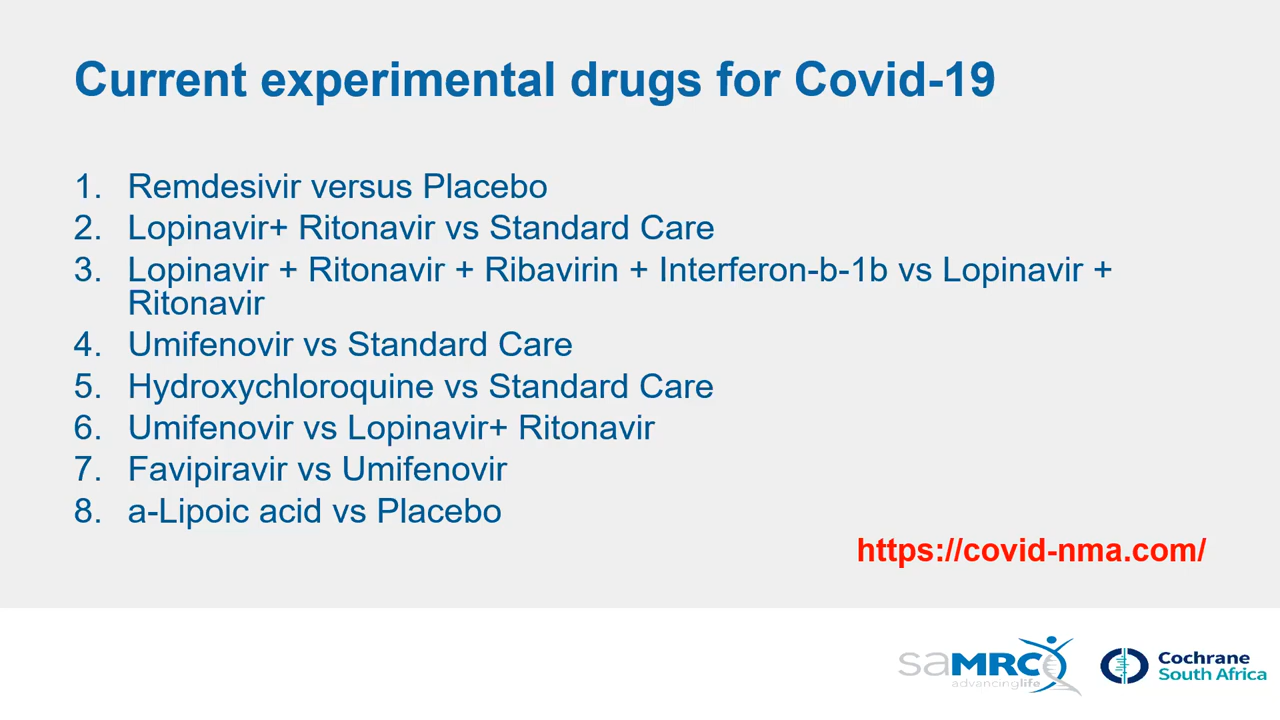 Current experimental drugs for Covid-19
1. Remdesivir versus Placebo
2. Lopinavir+ Ritonavir vs Standard Care
3. Lopinavir + Ritonavir + Ribavirin + Interferon-b-1b vs Lopinavir +
Ritonavir
4. Umifenovir vs Standard Care
5. Hydroxychloroquine vs Standard Care
6. Umifenovir vs Lopinavir+ Ritonavir
7. Favipiravir vs Umifenovir
8. a-Lipoic acid vs Placebo
https://covid-nma.com/
saMRC
advancinglife
Cochrane
South Africa